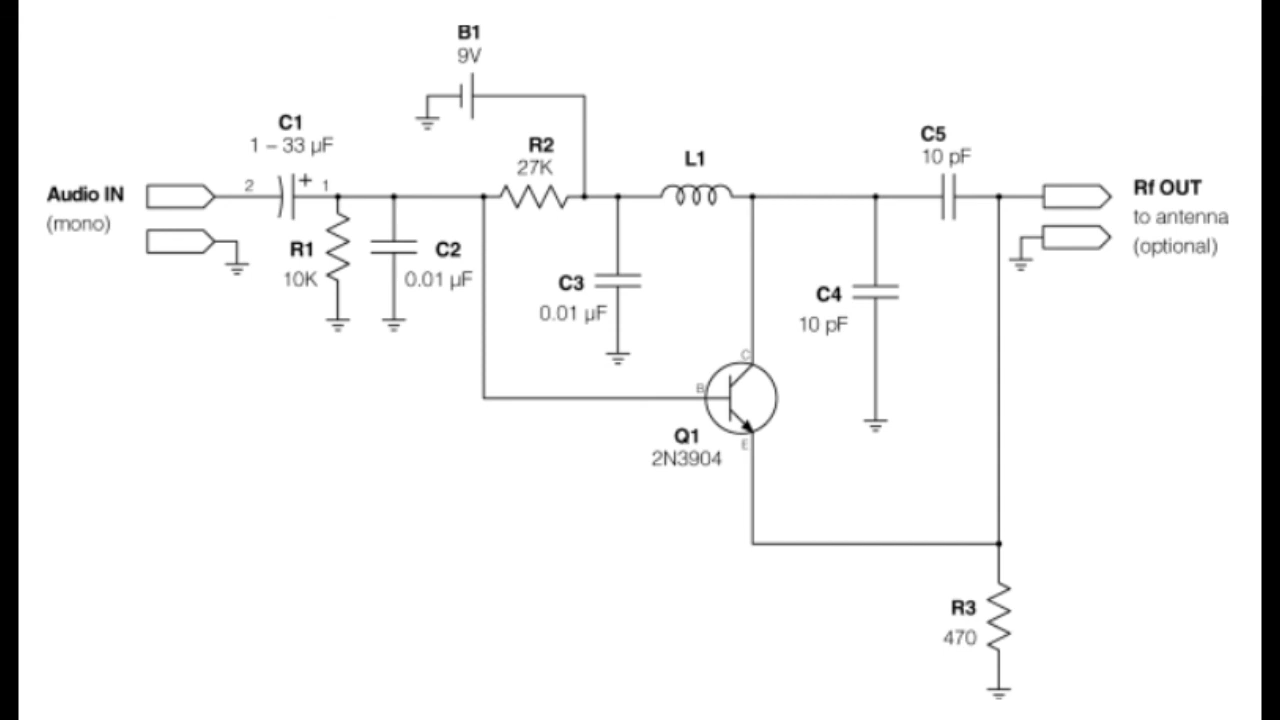 B1
9V
C1
1 – 33 µF
R2
27K
L1
C5
10 pF
Audio IN
(mono)
2
+
1
Rf OUT
to antenna
(optional)
R1
10K
C2
0.01 µF
C3
0.01 µF
C4
10 pF
C
B
E
Q1
2N3904
R3
470